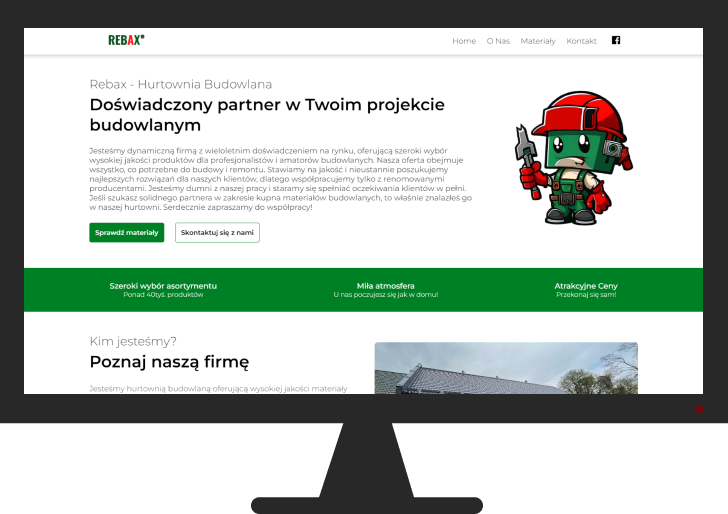 REBAX
Home O Nas Materiały Kontakt
Rebax - Hurtownia Budowlana
Doświadczony partner w Twoim projekcie
budowlanym
Jesteśmy dynamiczną firmą z wieloletnim doświadczeniem na rynku, oferującą szeroki wybór
wysokiej jakości produktów dla profesjonalistów i amatorów budowlanych. Nasza oferta obejmuje
wszystko, co potrzebne do budowy i remontu. Stawiamy na jakość i nieustannie poszukujemy
najlepszych rozwiązań dla naszych klientów, dlatego współpracujemy tylko z renomowanymi
producentami. Jesteśmy dumni z naszej pracy i staramy się spełniać oczekiwania klientów w pełni.
Jeśli szukasz solidnego partnera w zakresie kupna materiałów budowlanych, to właśnie znalazłeś go
w naszej hurtowni. Serdecznie zapraszamy do współpracy!
Sprawdź materiały Skontaktuj się z nami
Szeroki wybór asortymentu Miła atmosfera Atrakcyjne Ceny
Ponad 40tyś. produktów U nas poczujesz się jak w domu! Przekonaj się sam!
Kim jesteśmy?
Poznaj naszą firmę
Jesteśmy hurtownią budowlaną oferującą wysokiej jakości materiały